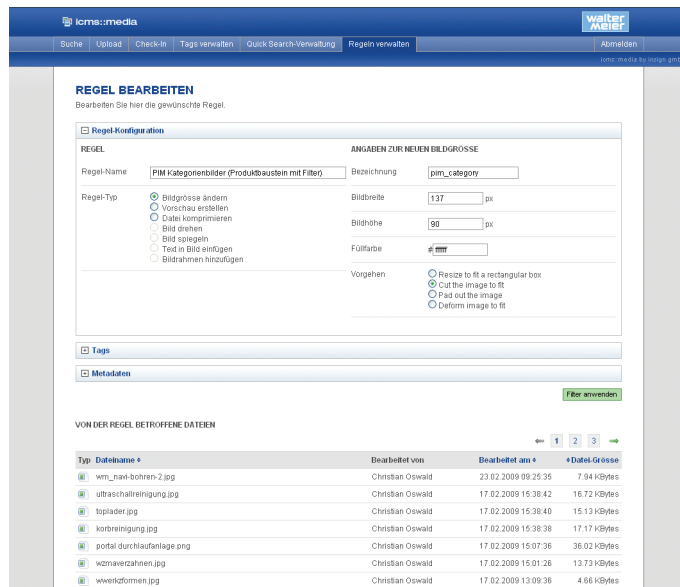 icms::media
walter meier
Suche Upload Check-In Tags verwalten Quick Search-Verwaltung Regeln verwalten Abmelden
icms::media by insign gmb
REGEL BEARBEITEN
Bearbeiten Sie hier die gewünschte Regel.
Regel-Konfiguration
REGEL
Regel-Name PIM Kategorienbilder (Produktbaustein mit Filter)
Regel-Typ Bildgrösse ändern
Vorschau erstellen
Datei komprimieren
Bild drehen
Bild spiegeln
Text in Bild einfügen
Bildrahmen hinzufügen
ANGABEN ZUR NEUEN BILDGRÖSSE
Bezeichnung pim_category
Bildbreite 137 px
Bildhöhe 90 px
Füllfarbe # ffffff
Vorgehen Resize to fit a rectangular box
Cut the image to fit
Pad out the image
Deform image to fit
Tags
Metadaten
Filter anwenden
VON DER REGEL BETROFFENE DATEIEN
1 2 3
Typ Dateiname Bearbeitet von Bearbeitet am Datei-Grösse
wm_navi-bohren-2.jpg Christian Oswald 23.02.2009 09:25:35 7.94 KBytes
ultraschallreinigung.jpg Christian Oswald 17.02.2009 15:38:42 16.72 KBytes
toplader.jpg Christian Oswald 17.02.2009 15:38:40 15.13 KBytes
korbreinigung.jpg Christian Oswald 17.02.2009 15:38:38 17.17 KBytes
portal durchlaufanlage.png Christian Oswald 17.02.2009 15:07:36 36.02 KBytes
wzmaverzahnen.jpg Christian Oswald 17.02.2009 15:01:26 13.73 KBytes
wwerkzformen.jpg Christian Oswald 17.02.2009 13:09:36 4.66 KBytes